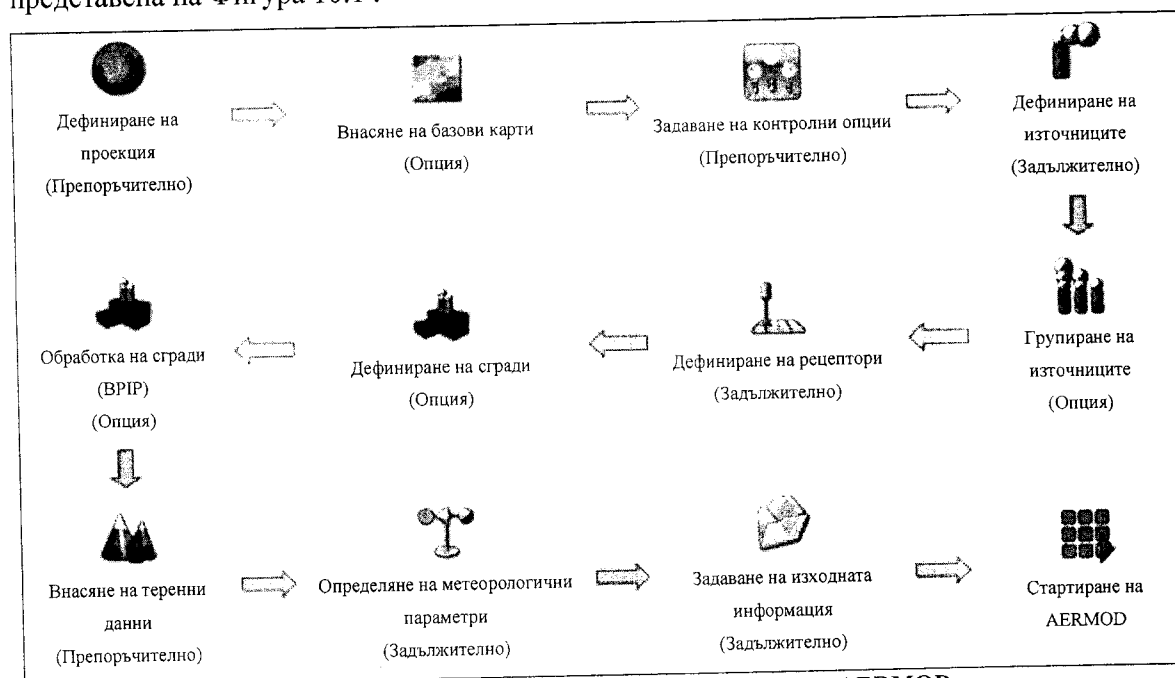 представена на Фигура 10.1.
Дефиниране на
проекция
(Препоръчително)
Внасяне на базови карти
(Опция)
Задаване на контролни опции
(Препоръчително)
Дефиниране на
източниците
(Задължително)
Групиране на
източниците
(Опция)
Дефиниране на рецептори
(Задължително)
Дефиниране на сгради
(Опция)
Обработка на сгради
(BPIP)
(Опция)
Внасяне на теренни
данни
(Препоръчително)
Определяне на метеорологични
параметри
(Задължително)
Задаване на изходната
информация
(Задължително)
Стартиране на
AERMOD
AERMOD